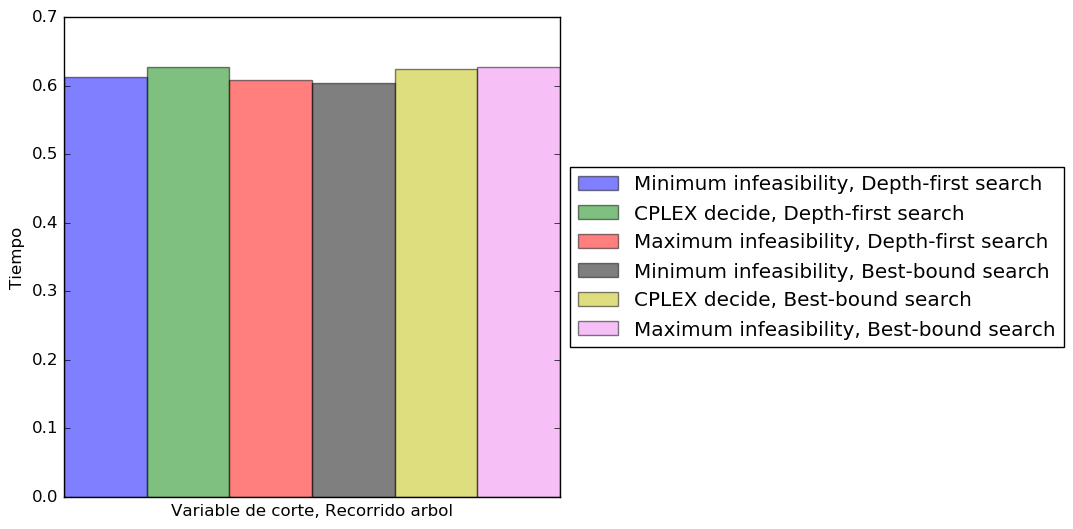 0.7
0.6
0.5
0.4
0.3
0.2
0.1
0.0
Tiempo
Variable de corte, Recorrido arbol
Minimum infeasibility, Depth-first search
CPLEX decide, Depth-first search
Maximum infeasibility, Depth-first search
Minimum infeasibility, Best-bound search
CPLEX decide, Best-bound search
Maximum infeasibility, Best-bound search